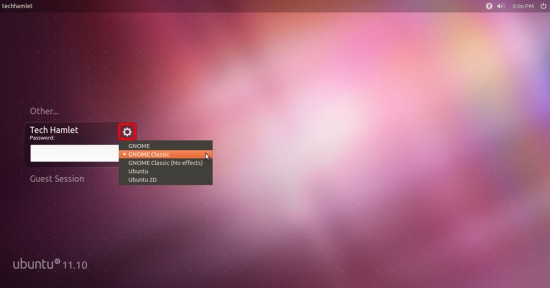 techhamlet
8:06 PM
Other...
Tech Hamlet
Password:
GNOME
GNOME Classic
GNOME Classic (No effects)
Ubuntu
Ubuntu 2D
Guest Session
ubuntu 11.10